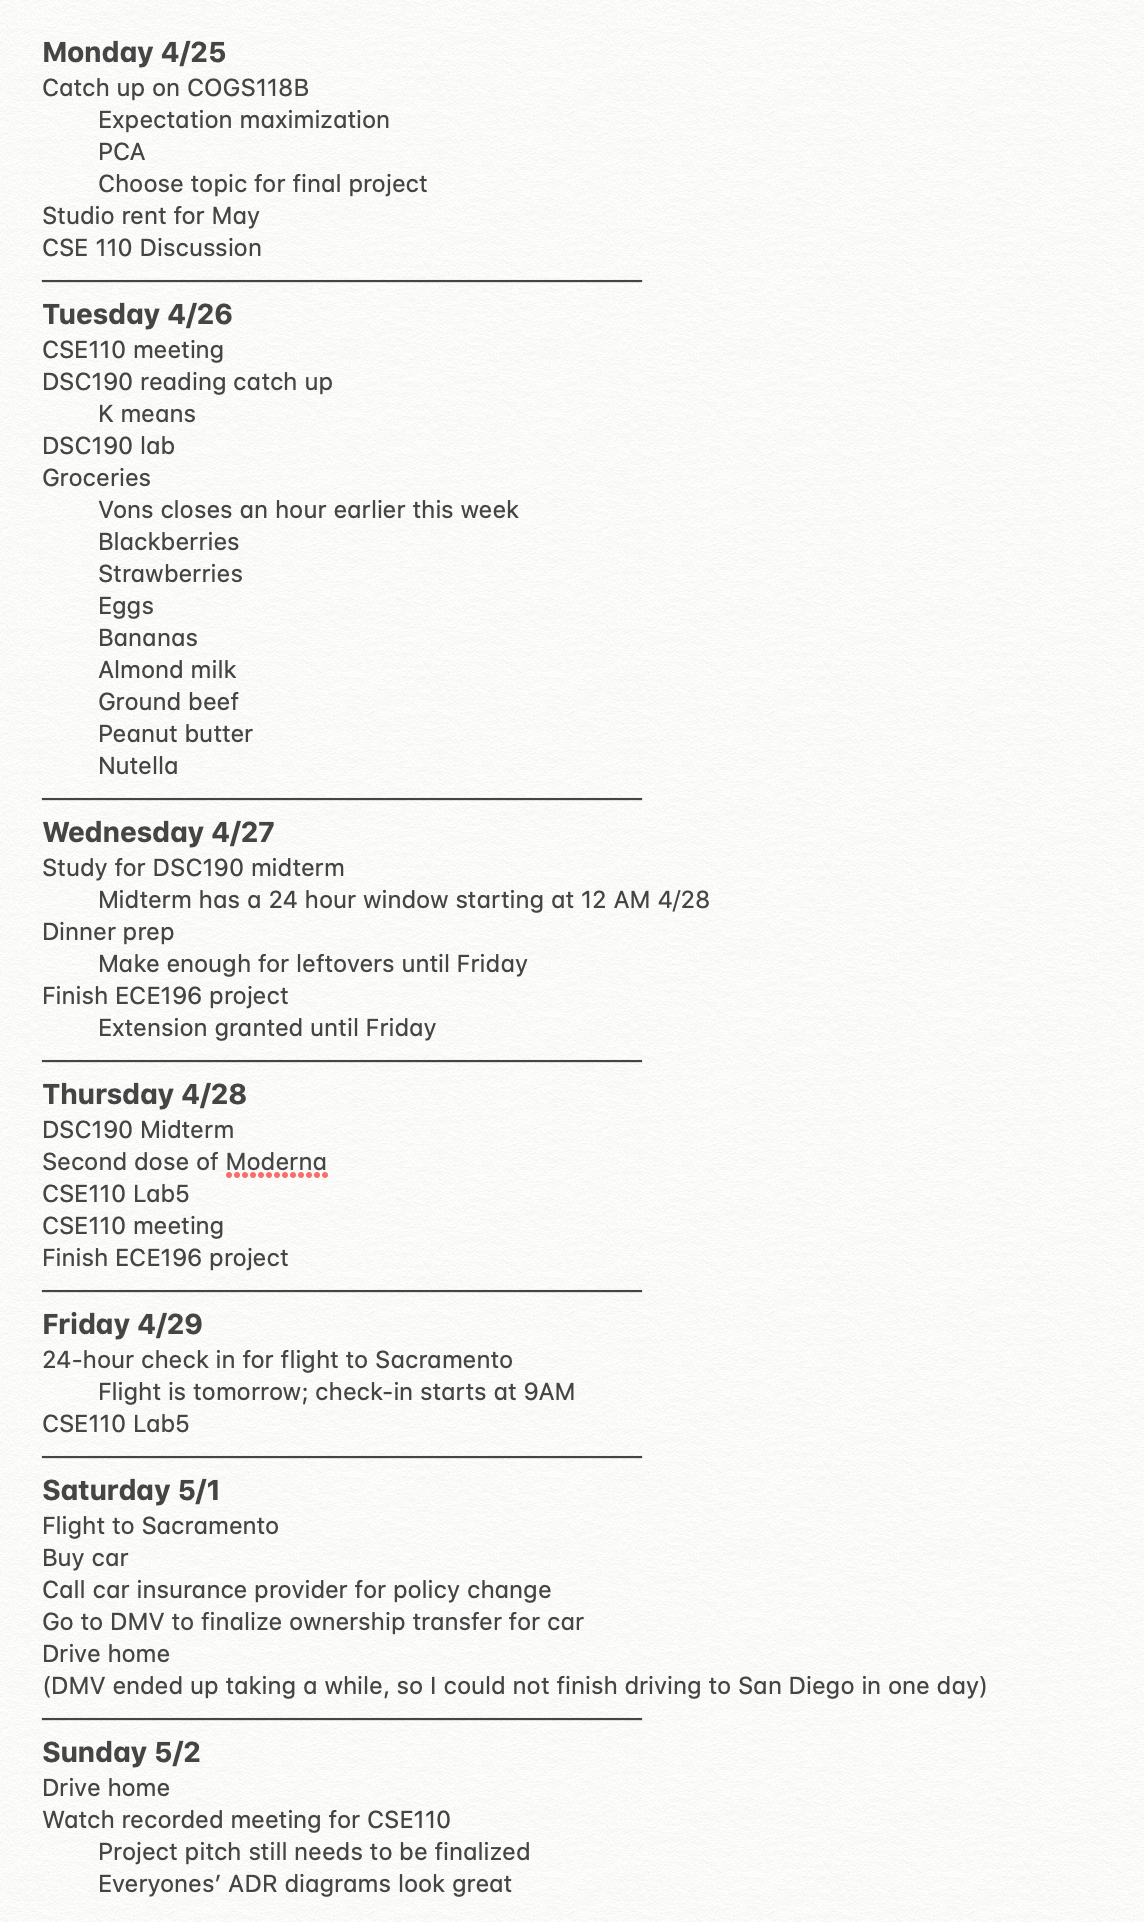 Monday 4/25
Catch up on COGS118B
Expectation maximization
PCA
Choose topic for final project
Studio rent for May
CSE 110 Discussion
Tuesday 4/26
CSE110 meeting
DSC190 reading catch up
K means
DSC190 lab
Groceries
Vons closes an hour earlier this week
Blackberries
Strawberries
Eggs
Bananas
Almond milk
Ground beef
Peanut butter
Nutella
Wednesday 4/27
Study for DSC190 midterm
Midterm has a 24 hour window starting at 12 AM 4/28
Dinner prep
Make enough for leftovers until Friday
Finish ECE196 project
Extension granted until Friday
Thursday 4/28
DSC190 Midterm
Second dose of Moderna
CSE110 Lab5
CSE110 meeting
Finish ECE196 project
Friday 4/29
24-hour check in for flight to Sacramento
Flight is tomorrow; check-in starts at 9AM
CSE110 Lab5
Saturday 5/1
Flight to Sacramento
Buy car
Call car insurance provider for policy change
Go to DMV to finalize ownership transfer for car
Drive home
(DMV ended up taking a while, so I could not finish driving to San Diego in one day)
Sunday 5/2
Drive home
Watch recorded meeting for CSE110
Project pitch still needs to be finalized
Everyones’ ADR diagrams look great